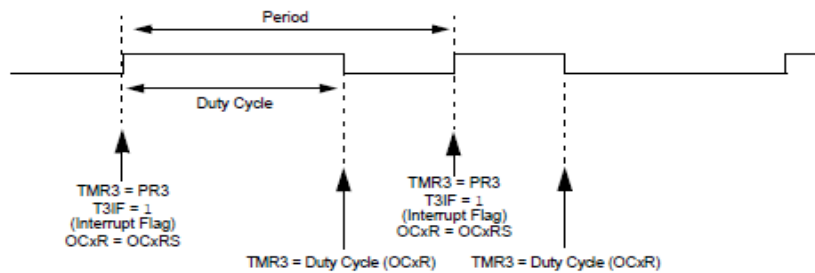 Period
Duty Cycle
TMR3 = PR3
T3IF = 1
(Interrupt Flag)
OCxR = OCxRS
TMR3 = Duty Cycle (OCxR)
TMR3 = PR3
T3IF = 1
(Interrupt Flag)
OCxR = OCxRS
TMR3 = Duty Cycle (OCxR)